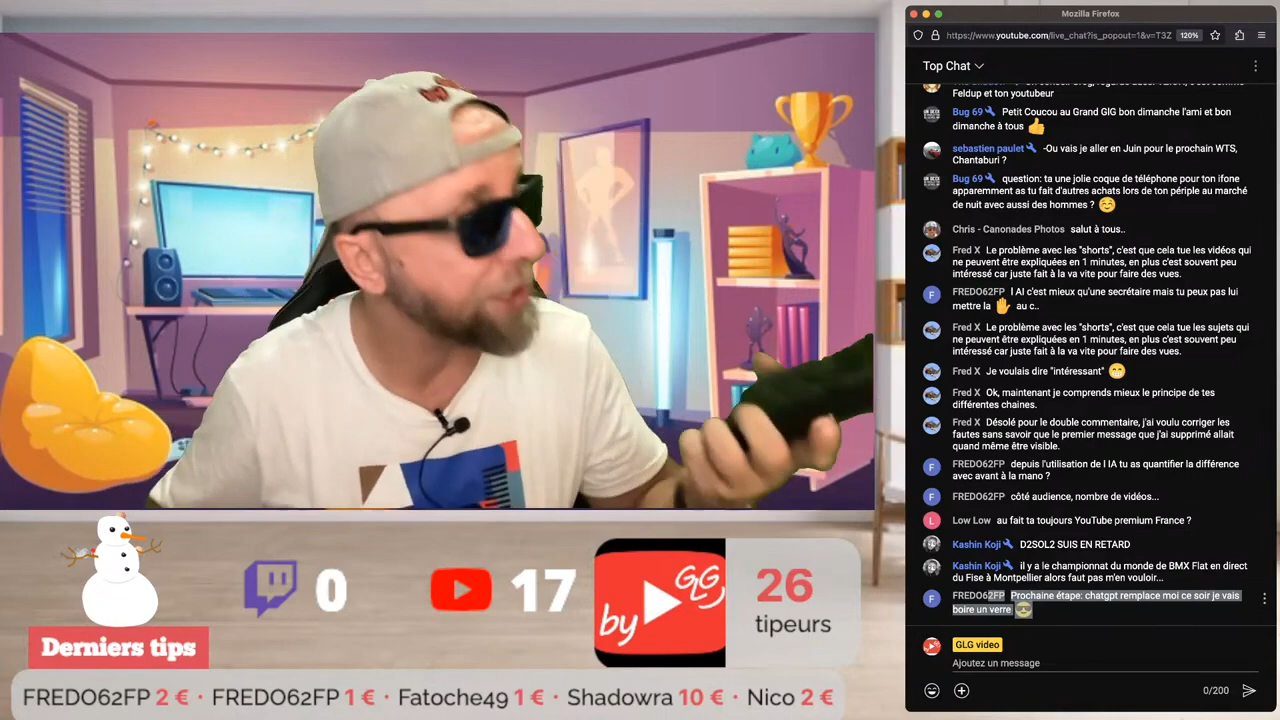 Mozilla Firefox
https://www.youtube.com/live_chat?is_popout=1&v=T3Z
120%
Top Chat
Feldup et ton youtubeur
Bug 69 Petit Coucou au Grand GIG bon dimanche l'ami et bon
dimanche à tous
sebastien paulet -Ou vais je aller en Juin pour le prochain WTS,
Chantaburi ?
Bug 69 question: ta une jolie coque de téléphone pour ton ifone
apparemment as tu fait d'autres achats lors de ton périple au marché
de nuit avec aussi des hommes ?
Chris - Canonades Photos salut à tous..
Fred X Le problème avec les "shorts", c'est que cela tue les vidéos qui
ne peuvent être expliquées en 1 minutes, en plus c'est souvent peu
intéressé car juste fait à la va vite pour faire des vues.
F FREDO62FP l AI c'est mieux qu'une secrétaire mais tu peux pas lui
mettre la au c..
Fred X Le problème avec les "shorts", c'est que cela tue les sujets qui
ne peuvent être expliquées en 1 minutes, en plus c'est souvent peu
intéressé car juste fait à la va vite pour faire des vues.
Fred X Je voulais dire "intéressant"
Fred X Ok, maintenant je comprends mieux le principe de tes
différentes chaines.
Fred X Désolé pour le double commentaire, j'ai voulu corriger les
fautes sans savoir que le premier message que j'ai supprimé allait
quand même être visible.
F FREDO62FP depuis l'utilisation de l IA tu as quantifier la différence
avec avant à la mano ?
F FREDO62FP côté audience, nombre de vidéos...
L Low Low au fait ta toujours YouTube premium France ?
Kashin Koji D2SOL2 SUIS EN RETARD
Kashin Koji il y a le championnat du monde de BMX Flat en direct
du Fise à Montpellier alors faut pas m'en vouloir...
F FREDO62FP Prochaine étape: chatgpt remplace moi ce soir je vais
boire un verre
GLG video
Ajoutez un message
0/200
0
17
by GLG
26
tipeurs
Derniers tips
FREDO62FP 2 € · FREDO62FP 1 € · Fatoche49 1 € · Shadowra 10 € · Nico 2 €